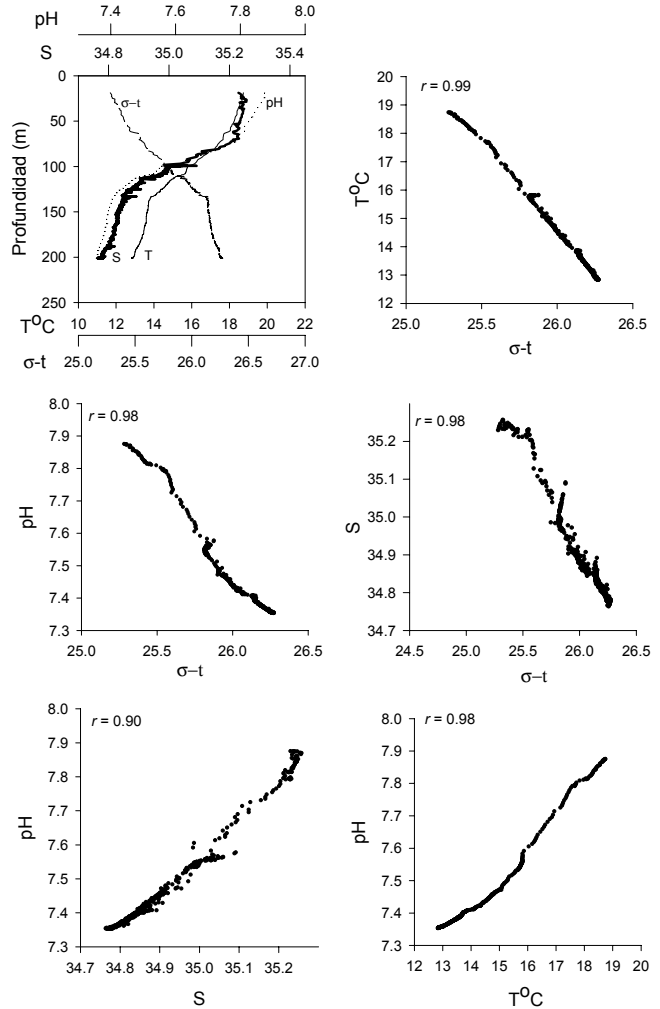 7.4 7.6 7.8 8.0
pH
34.8 35.0 35.2 35.4
S
0
50
100
150
200
250
Profundidad (m)
σ–t
pH
S T
10 12 14 16 18 20 22
TºC
25.0 25.5 26.0 26.5 27.0
σ-t
r = 0.99
20
19
18
17
16
15
14
13
12
TºC
25.0 25.5 26.0 26.5
σ-t
r = 0.98
8.0
7.9
7.8
7.7
7.6
7.5
7.4
7.3
pH
25.0 25.5 26.0 26.5
σ–t
r = 0.98
35.2
35.1
35.0
34.9
34.8
34.7
S
24.5 25.0 25.5 26.0 26.5
σ–t
r = 0.90
8.0
7.9
7.8
7.7
7.6
7.5
7.4
7.3
pH
34.7 34.8 34.9 35.0 35.1 35.2
S
r = 0.98
8.0
7.9
7.8
7.7
7.6
7.5
7.4
7.3
pH
12 13 14 15 16 17 18 19 20
TºC